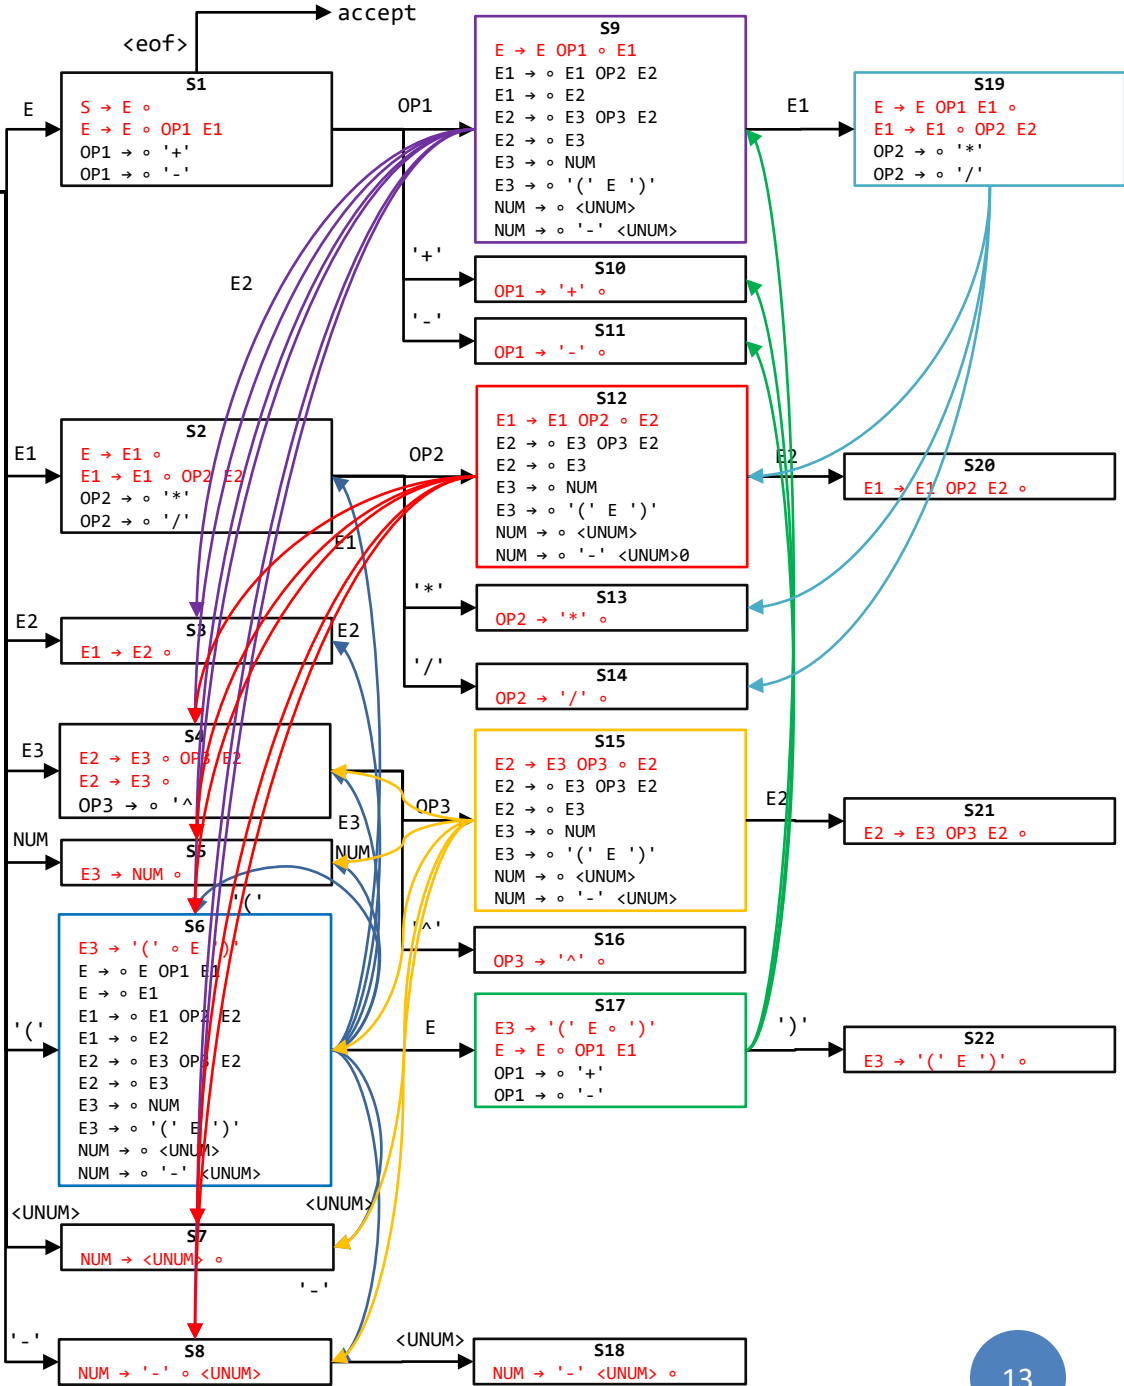 accept
<eof>
E
S1
S → E ∘
E → E ∘ OP1 E1
OP1 → ∘ '+'
OP1 → ∘ '-'
OP1
S9
E → E OP1 ∘ E1
E1 → ∘ E1 OP2 E2
E1 → ∘ E2
E2 → ∘ E3 OP3 E2
E2 → ∘ E3
E3 → ∘ NUM
E3 → ∘ '(' E ')'
NUM → ∘ <UNUM>
NUM → ∘ '-' <UNUM>
E1
S19
E → E OP1 E1 ∘
E1 → E1 ∘ OP2 E2
OP2 → ∘ '*'
OP2 → ∘ '/'
E2
'+'
S10
OP1 → '+' ∘
'-'
S11
OP1 → '-' ∘
E1
S2
E → E1 ∘
E1 → E1 ∘ OP2 E2
OP2 → ∘ '*'
OP2 → ∘ '/'
OP2
S12
E1 → E1 OP2 ∘ E2
E2 → ∘ E3 OP3 E2
E2 → ∘ E3
E3 → ∘ NUM
E3 → ∘ '(' E ')'
NUM → ∘ <UNUM>
NUM → ∘ '-' <UNUM>0
E2
S20
E1 → E1 OP2 E2 ∘
E1
'*'
S13
OP2 → '*' ∘
E2
S3
E1 → E2 ∘
E2
'/'
S14
OP2 → '/' ∘
E3
S4
E2 → E3 ∘ OP3 E2
E2 → E3 ∘
OP3 → ∘ '^
E3
OP3
S15
E2 → E3 OP3 ∘ E2
E2 → ∘ E3 OP3 E2
E2 → ∘ E3
E3 → ∘ NUM
E3 → ∘ '(' E ')'
NUM → ∘ <UNUM>
NUM → ∘ '-' <UNUM>
E2
S21
E2 → E3 OP3 E2 ∘
NUM
S5
E3 → NUM ∘
NUM
'('
'^'
S16
OP3 → '^' ∘
'('
S6
E3 → '(' ∘ E ')'
E → ∘ E OP1 E1
E → ∘ E1
E1 → ∘ E1 OP2 E2
E1 → ∘ E2
E2 → ∘ E3 OP3 E2
E2 → ∘ E3
E3 → ∘ NUM
E3 → ∘ '(' E ')'
NUM → ∘ <UNUM>
NUM → ∘ '-' <UNUM>
E
S17
E3 → '(' E ∘ ')'
E → E ∘ OP1 E1
OP1 → ∘ '+'
OP1 → ∘ '-'
')'
S22
E3 → '(' E ')' ∘
<UNUM>
S7
NUM → <UNUM> ∘
<UNUM>
'-'
'-'
S8
NUM → '-' ∘ <UNUM>
<UNUM>
S18
NUM → '-' <UNUM> ∘
13